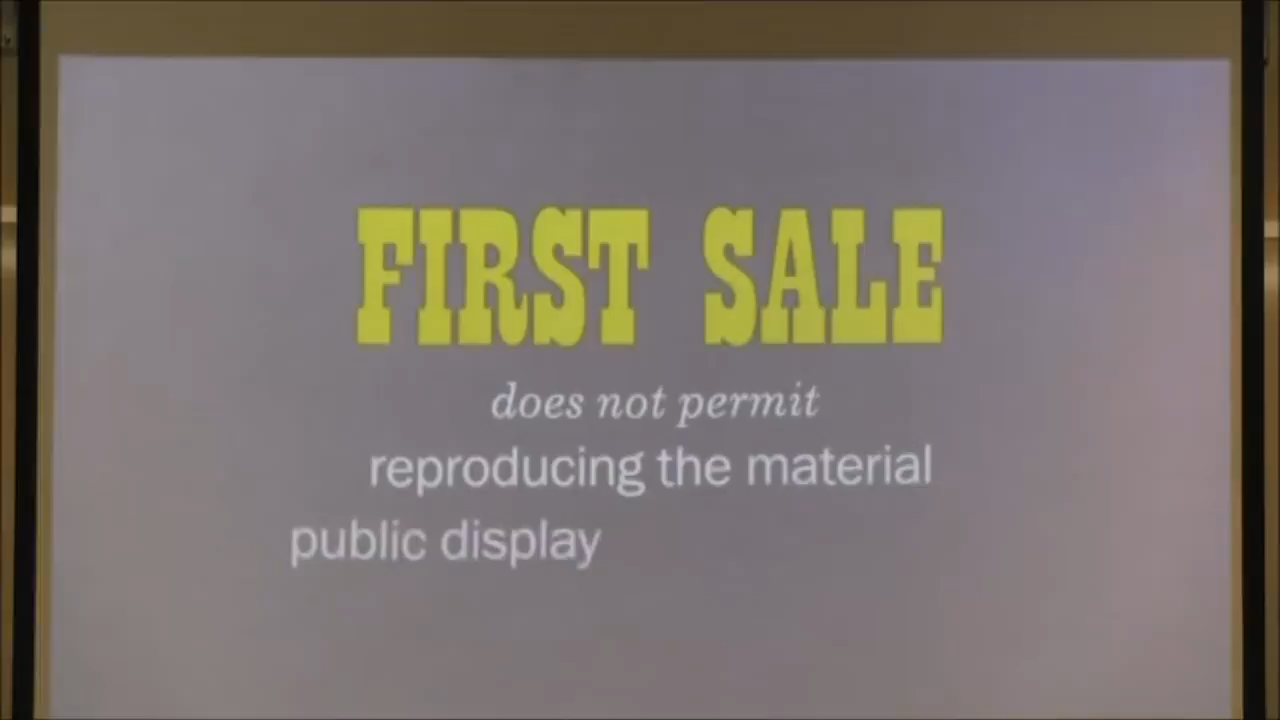 FIRST SALE
does not permit
reproducing the material
public display